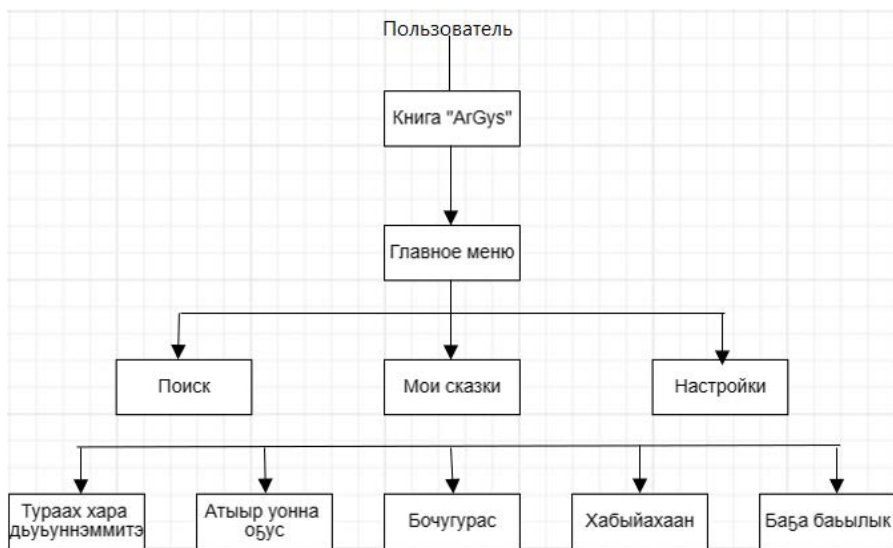 Пользователь
Книга "ArGys"
Главное меню
Поиск
Мои сказки
Настройки
Тураах хара
дьуьуннэммитэ
Атыыр уонна
оҕус
Бочугурас
Хабыйахаан
Баҕа баьылык